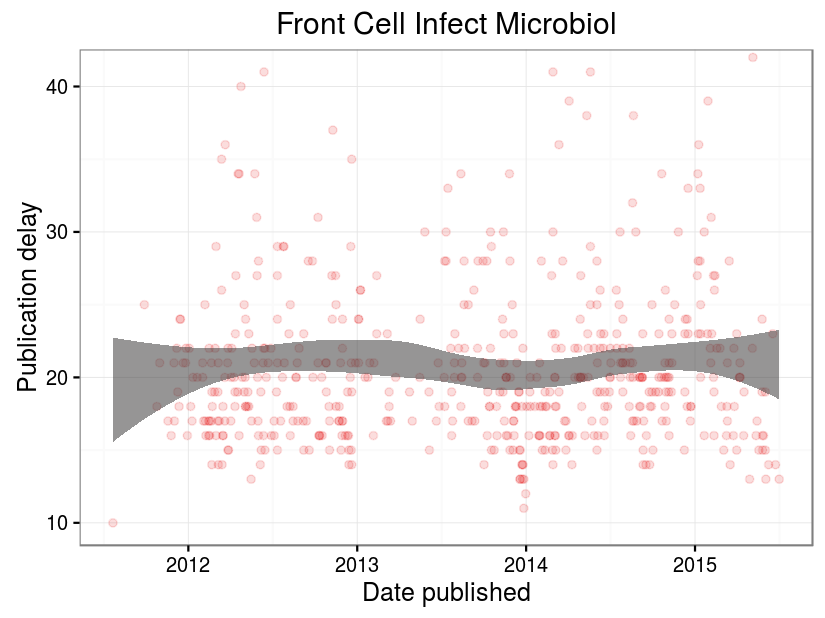 Front Cell Infect Microbiol
Publication delay
40
30
20
10
2012 2013 2014 2015
Date published